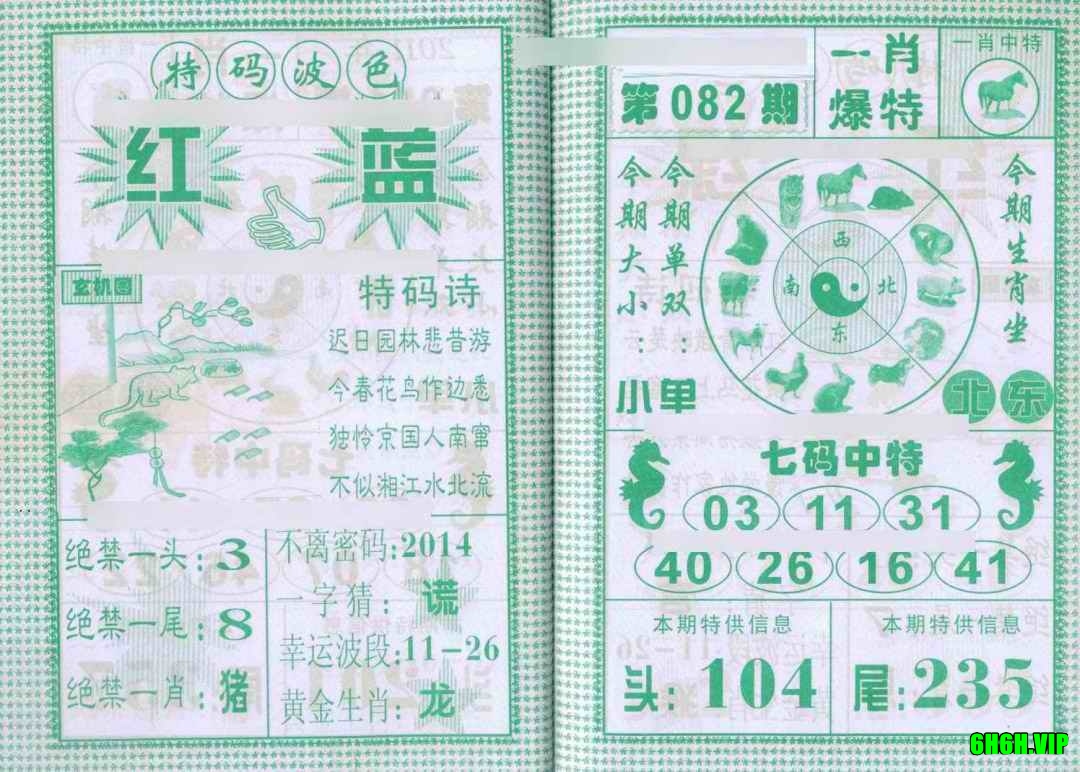 特码波色
红 蓝
玄机图
特码诗
迟日园林悲昔游
今春花鸟作边悉
独怜京国人南窜
不似湘江水北流
绝禁一头:3
绝禁一尾:8
绝禁一肖:猪
不离密码:2014
一字猜:谎
幸运波段:11-26
黄金生肖:龙
第082期
一肖
爆特
一肖中特
今期大小:小
今期单双:单
西
南 北
东
今期生肖坐
北东
七码中特
03 11 31
40 26 16 41
本期特供信息
头:104
本期特供信息
尾:235
6H6H.VIP